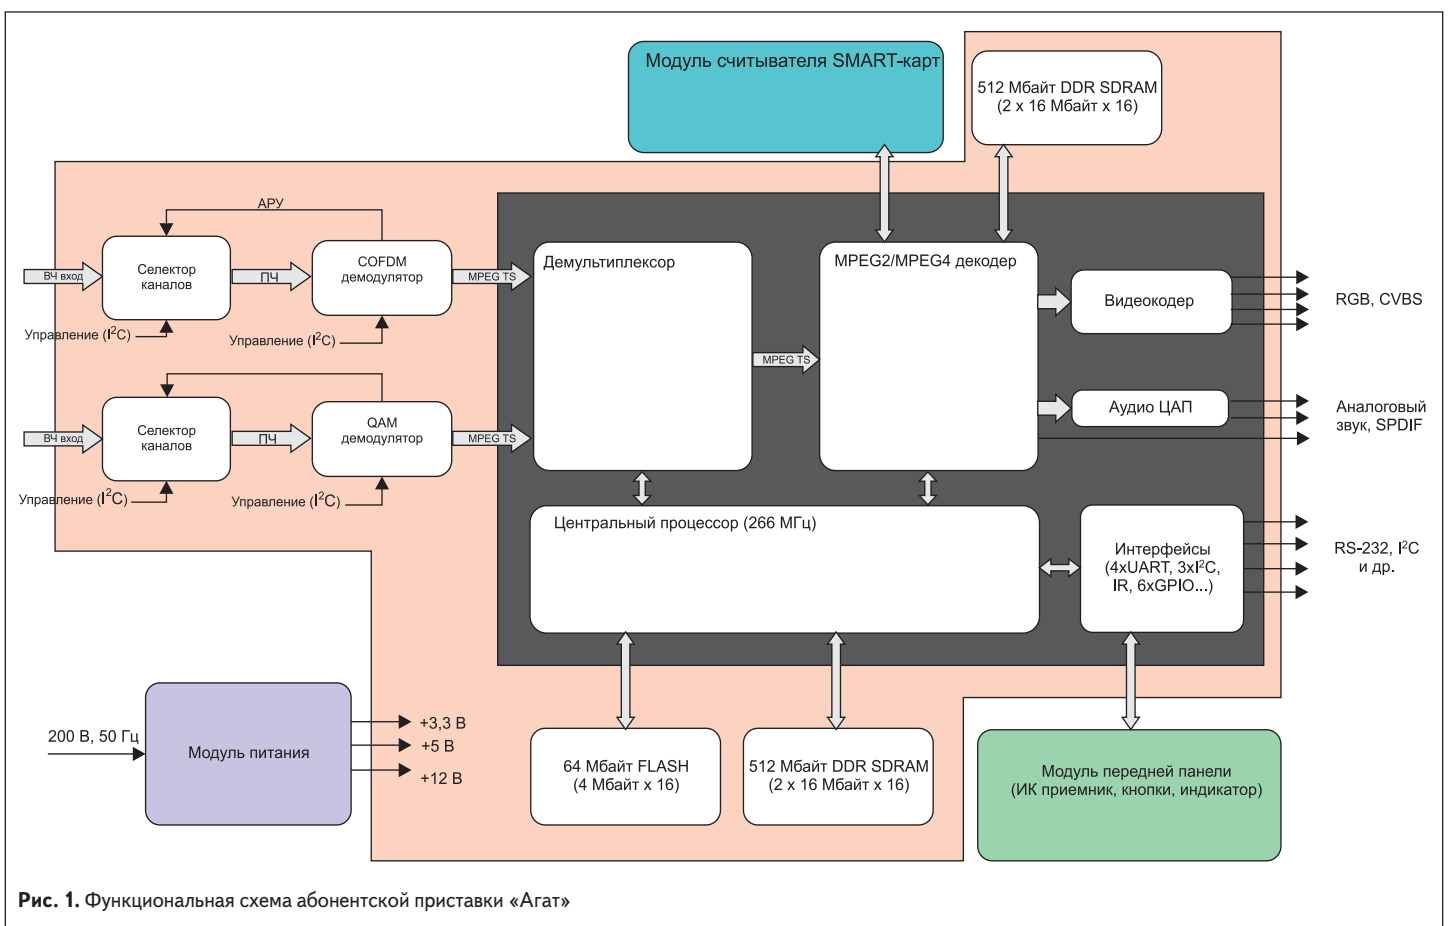 Модуль считывателя SMART-карт
512 Мбайт DDR SDRAM
(2 x 16 Мбайт x 16)
АРУ
ВЧ вход
Селектор
каналов
ПЧ
COFDM
демодулятор
MPEG TS
Управление (I²C)
Управление (I²C)
Демультиплексор
MPEG TS
MPEG2/MPEG4 декодер
Видеокодер
RGB, CVBS
Аудио ЦАП
Аналоговый
звук, SPDIF
ВЧ вход
Селектор
каналов
ПЧ
QAM
демодулятор
MPEG TS
Управление (I²C)
Управление (I²C)
Центральный процессор (266 МГц)
Интерфейсы
(4xUART, 3xI²C,
IR, 6xGPIO...)
RS-232, I²C
и др.
200 В, 50 Гц
Модуль питания
+3,3 В
+5 В
+12 В
64 Мбайт FLASH
(4 Мбайт x 16)
512 Мбайт DDR SDRAM
(2 x 16 Мбайт x 16)
Модуль передней панели
(ИК приемник, кнопки, индикатор)
Рис. 1. Функциональная схема абонентской приставки «Агат»